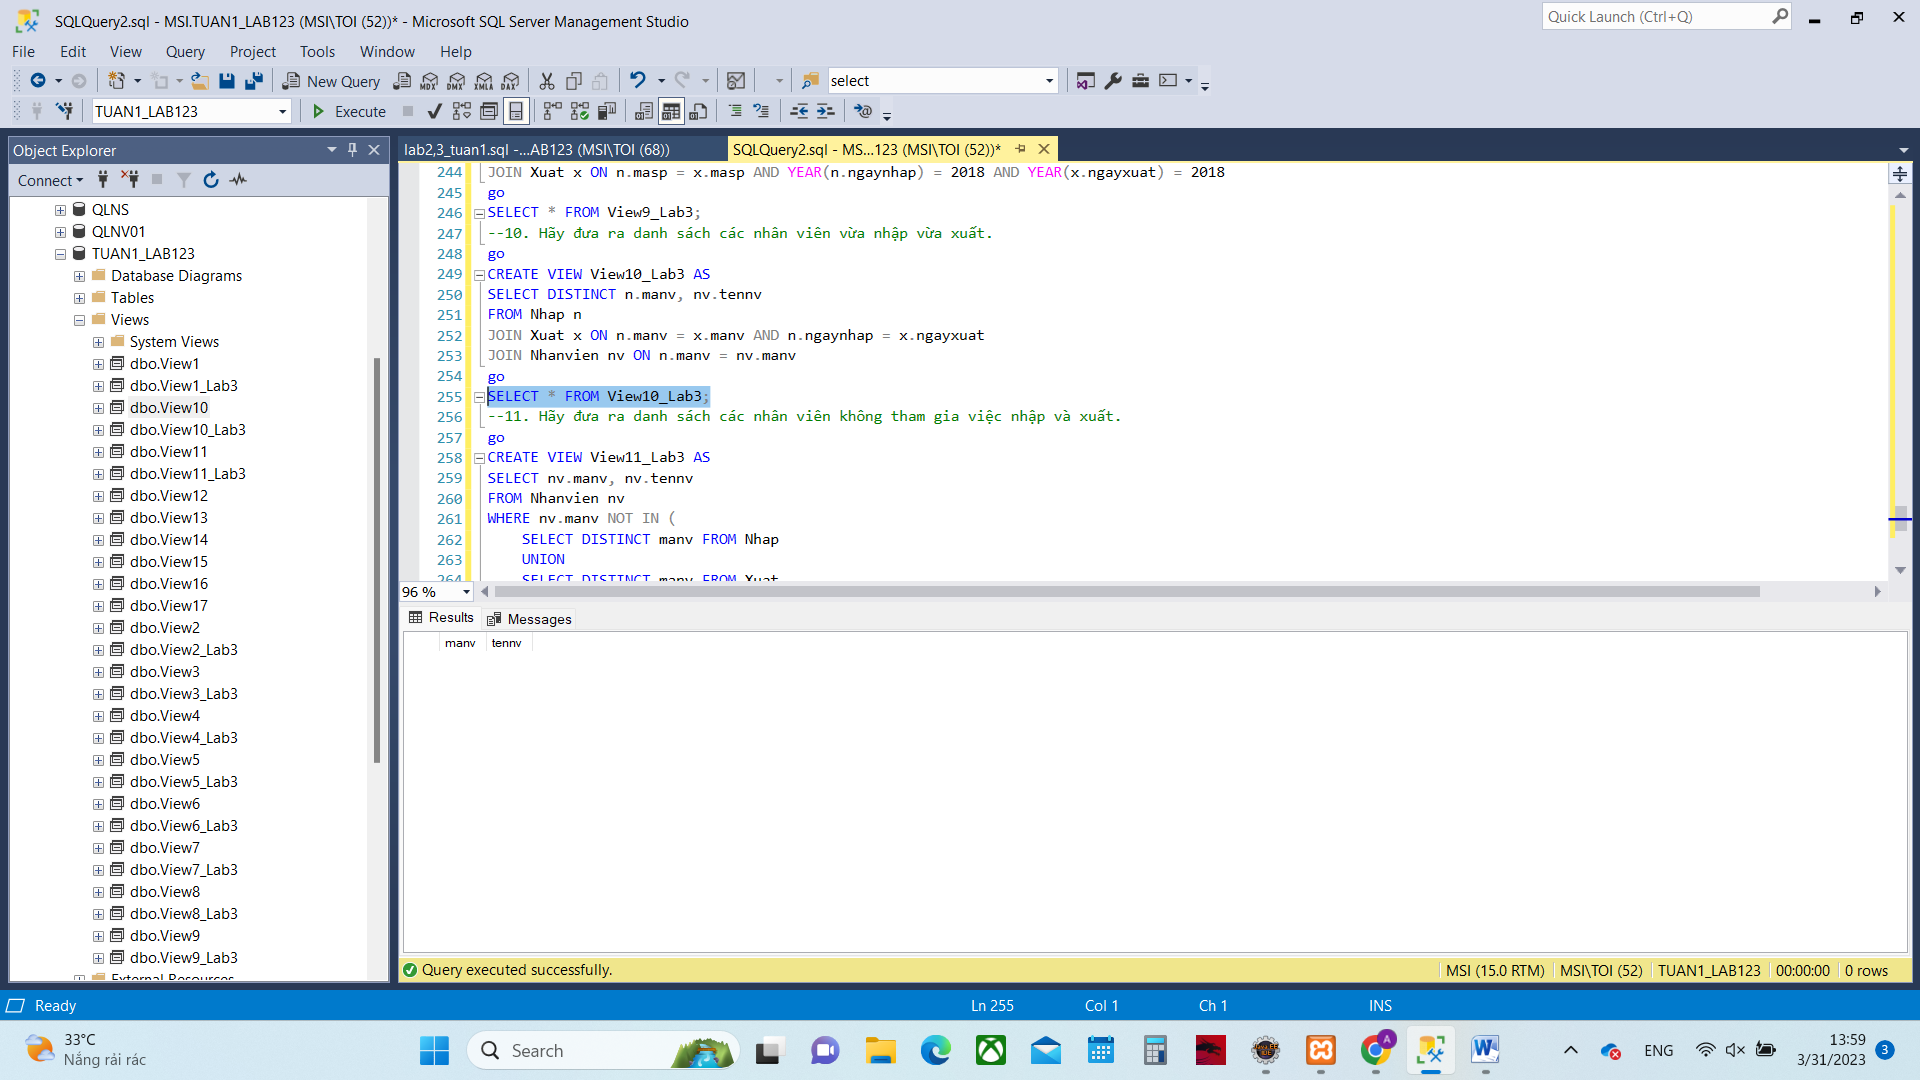 SQLQuery2.sql - MSI.TUAN1_LAB123 (MSI\TOI (52))* - Microsoft SQL Server Management Studio
Quick Launch (Ctrl+Q)
File Edit View Query Project Tools Window Help
New Query
MDX DMX XMLA DAX
select
TUAN1_LAB123
Execute
Object Explorer
Connect
QLNS
QLNV01
TUAN1_LAB123
Database Diagrams
Tables
Views
System Views
dbo.View1
dbo.View1_Lab3
dbo.View10
dbo.View10_Lab3
dbo.View11
dbo.View11_Lab3
dbo.View12
dbo.View13
dbo.View14
dbo.View15
dbo.View16
dbo.View17
dbo.View2
dbo.View2_Lab3
dbo.View3
dbo.View3_Lab3
dbo.View4
dbo.View4_Lab3
dbo.View5
dbo.View5_Lab3
dbo.View6
dbo.View6_Lab3
dbo.View7
dbo.View7_Lab3
dbo.View8
dbo.View8_Lab3
dbo.View9
dbo.View9_Lab3
External Resources
lab2,3_tuan1.sql -...AB123 (MSI\TOI (68))
SQLQuery2.sql - MS...123 (MSI\TOI (52))*
244 JOIN Xuat x ON n.masp = x.masp AND YEAR(n.ngaynhap) = 2018 AND YEAR(x.ngayxuat) = 2018
245 go
246 SELECT * FROM View9_Lab3;
247 --10. Hãy đưa ra danh sách các nhân viên vừa nhập vừa xuất.
248 go
249 CREATE VIEW View10_Lab3 AS
250 SELECT DISTINCT n.manv, nv.tennv
251 FROM Nhap n
252 JOIN Xuat x ON n.manv = x.manv AND n.ngaynhap = x.ngayxuat
253 JOIN Nhanvien nv ON n.manv = nv.manv
254 go
255 SELECT * FROM View10_Lab3;
256 --11. Hãy đưa ra danh sách các nhân viên không tham gia việc nhập và xuất.
257 go
258 CREATE VIEW View11_Lab3 AS
259 SELECT nv.manv, nv.tennv
260 FROM Nhanvien nv
261 WHERE nv.manv NOT IN (
262 SELECT DISTINCT manv FROM Nhap
263 UNION
264 SELECT DISTINCT manv FROM Xuat
96 %
Results Messages
manv tennv
Query executed successfully.
MSI (15.0 RTM) MSI\TOI (52) TUAN1_LAB123 00:00:00 0 rows
Ready
Ln 255 Col 1 Ch 1 INS
33°C
Nắng rải rác
Search
ENG
13:59
3/31/2023
3